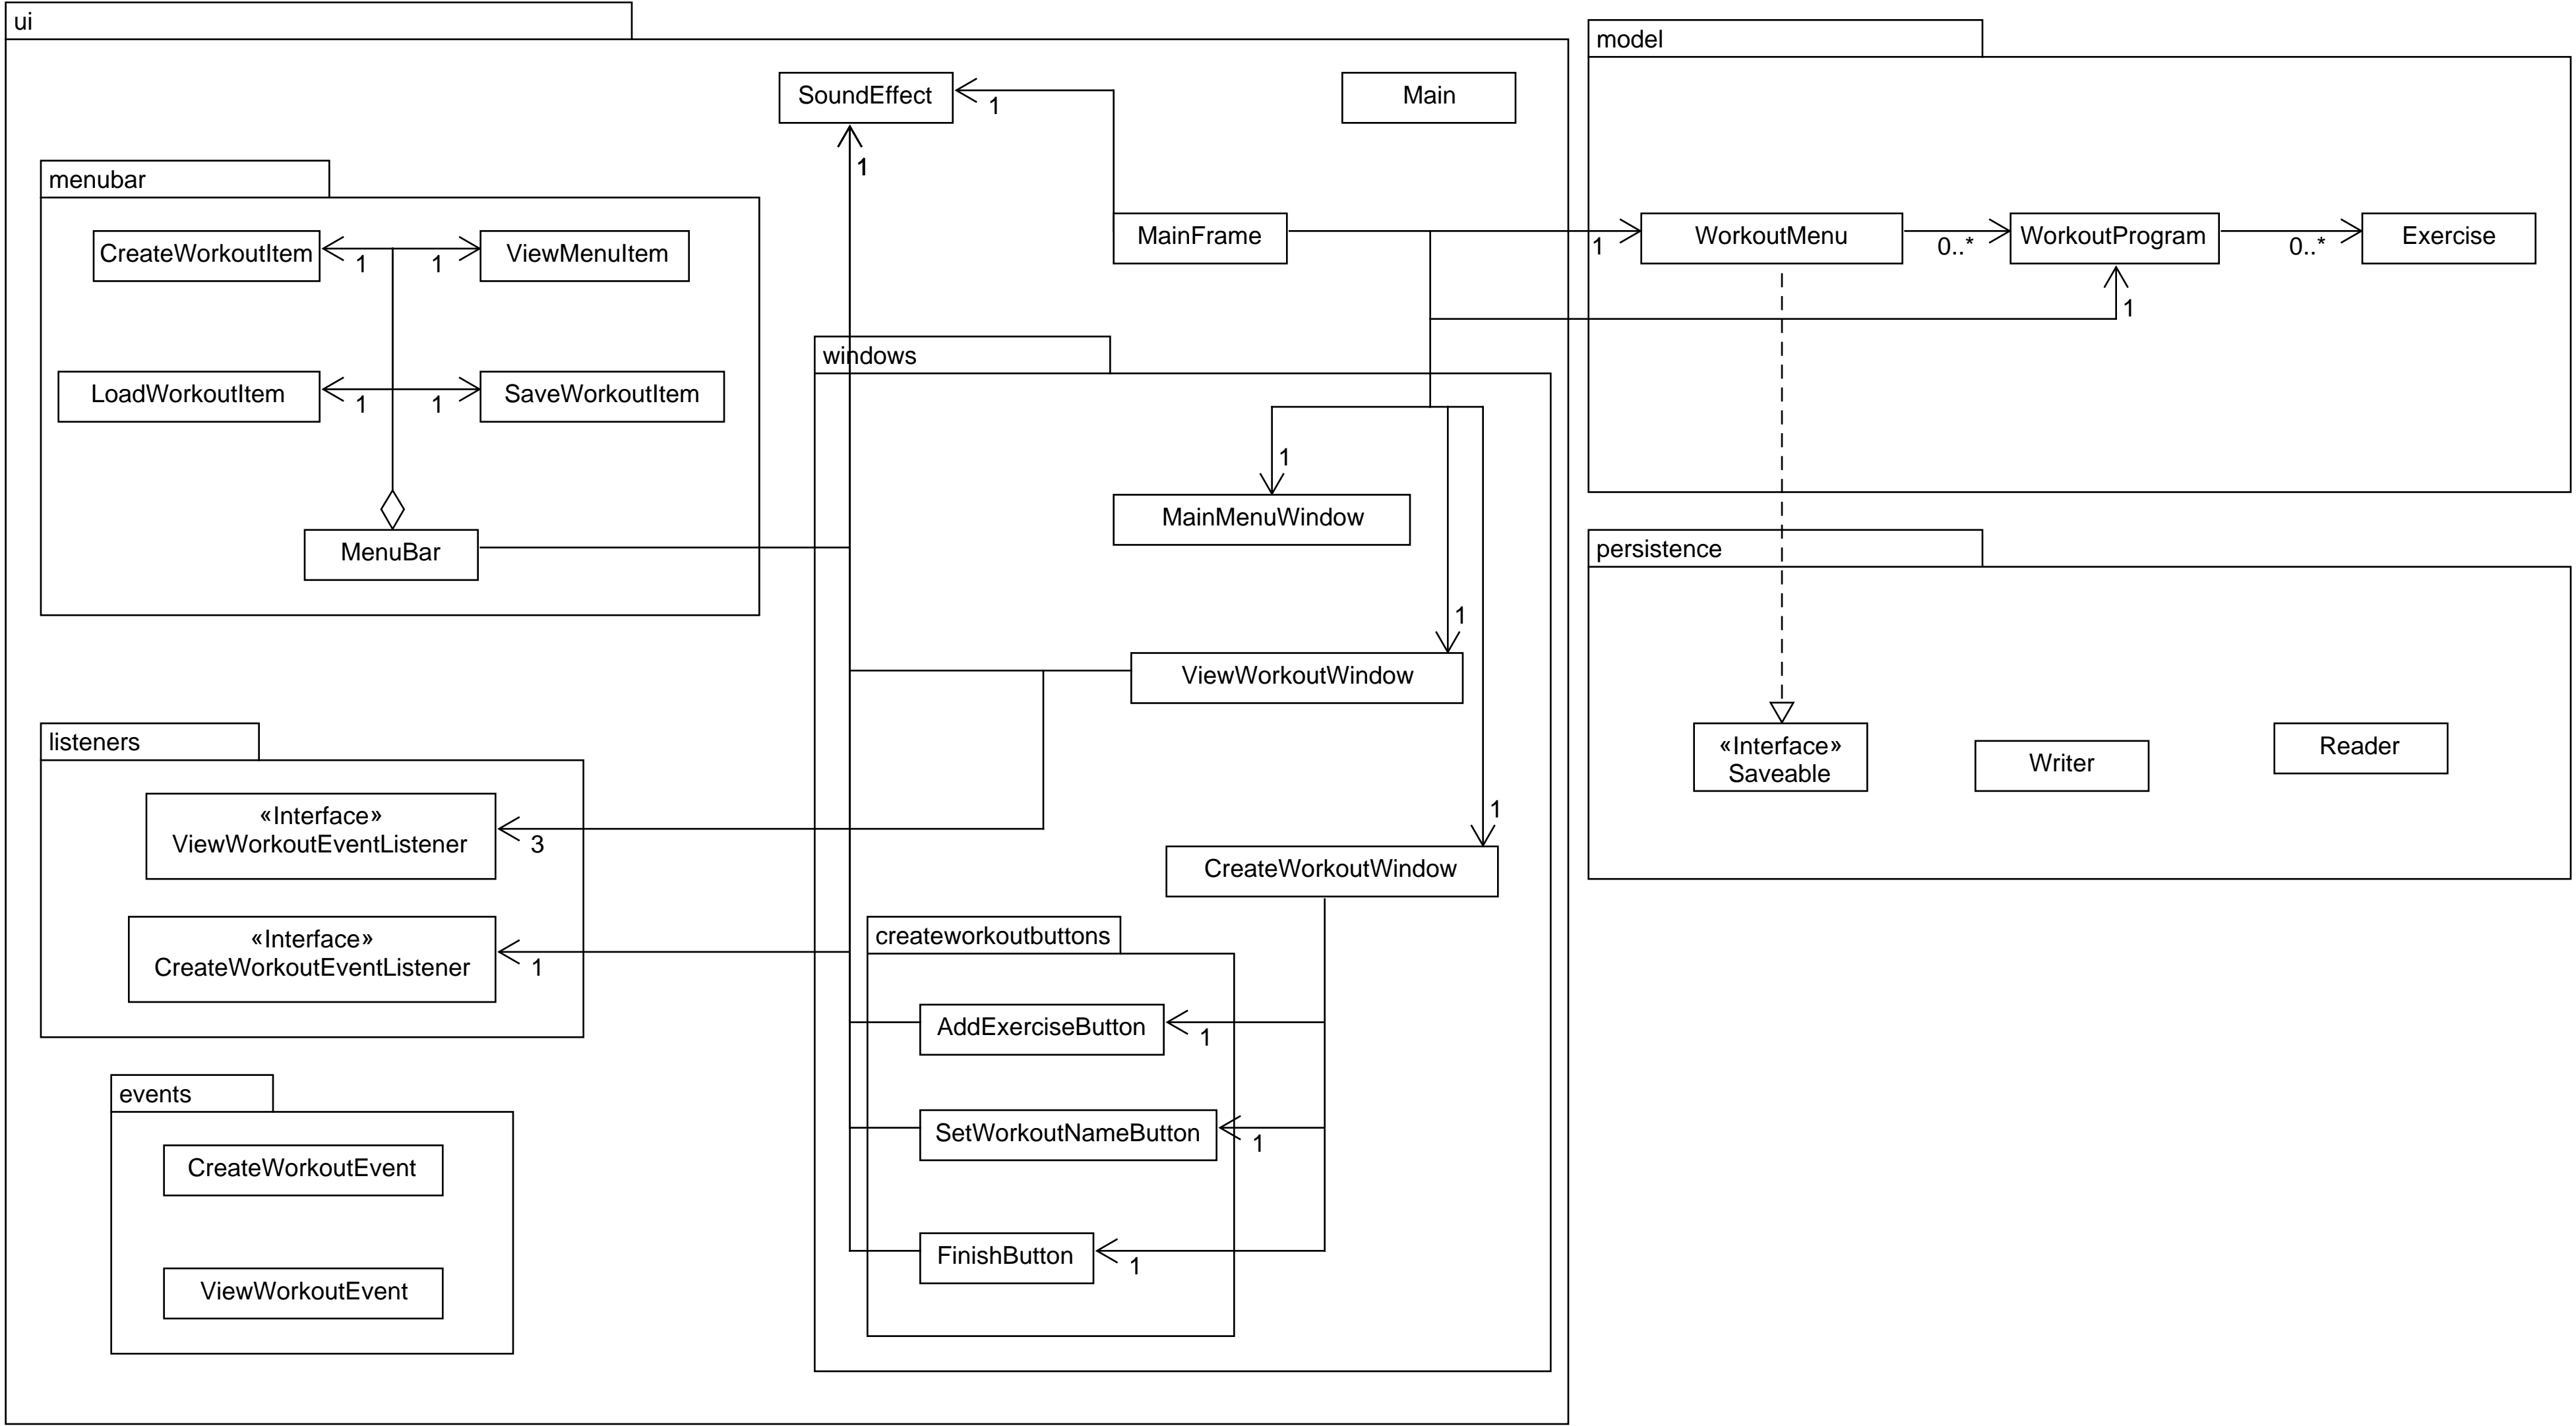 ui
model
SoundEffect
1
Main
1
menubar
CreateWorkoutItem
1
1
ViewMenuItem
MainFrame
1
WorkoutMenu
0..*
WorkoutProgram
0..*
Exercise
1
windows
LoadWorkoutItem
1
1
SaveWorkoutItem
1
MainMenuWindow
MenuBar
persistence
1
ViewWorkoutWindow
listeners
«Interface»
Saveable
Writer
Reader
«Interface»
ViewWorkoutEventListener
3
1
CreateWorkoutWindow
createworkoutbuttons
«Interface»
CreateWorkoutEventListener
1
AddExerciseButton
1
events
SetWorkoutNameButton
1
CreateWorkoutEvent
FinishButton
1
ViewWorkoutEvent